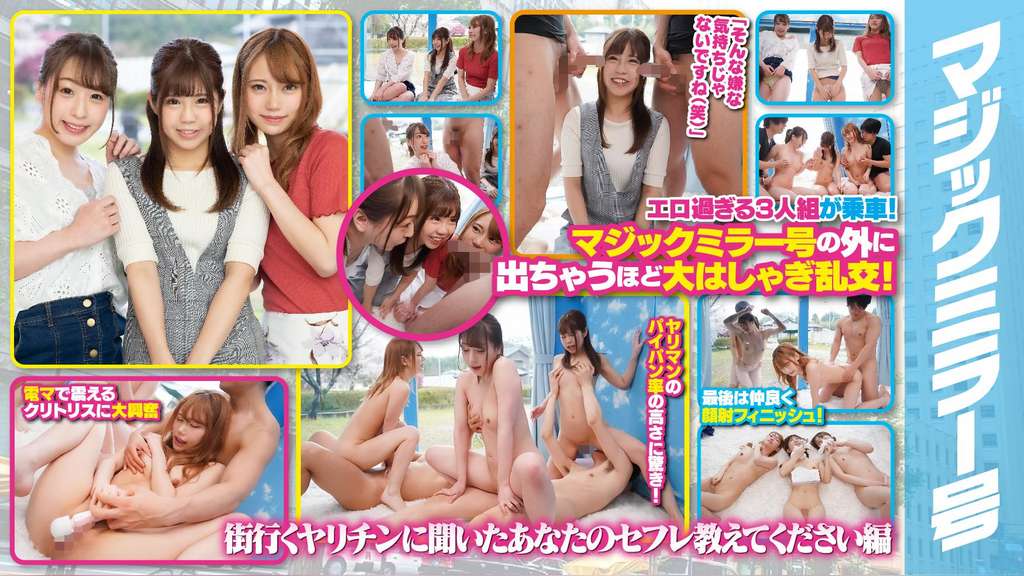 「そんな嫌な
気持ちじゃ
ないですね(笑)」
エロ過ぎる3人組が乗車!
マジックミラー号の外に
出ちゃうほど大はしゃぎ乱交!
マジックミラー号
電マで震える
クリトリスに大興奮
ヤリマンの
パイパン率の高さに驚き!
最後は仲良く
顔射フィニッシュ!
街行くヤリチンに聞いたあなたのセフレ教えてください編